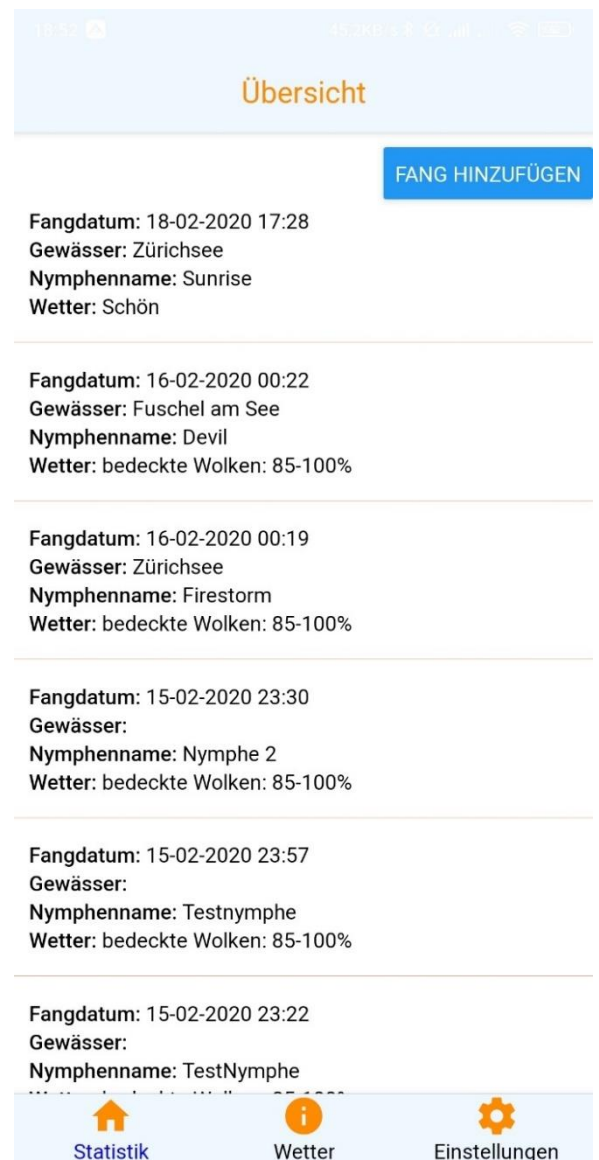 18:52
Übersicht
FANG HINZUFÜGEN
Fangdatum: 18-02-2020 17:28
Gewässer: Zürichsee
Nymphenname: Sunrise
Wetter: Schön
Fangdatum: 16-02-2020 00:22
Gewässer: Fuschel am See
Nymphenname: Devil
Wetter: bedeckte Wolken: 85-100%
Fangdatum: 16-02-2020 00:19
Gewässer: Zürichsee
Nymphenname: Firestorm
Wetter: bedeckte Wolken: 85-100%
Fangdatum: 15-02-2020 23:30
Gewässer:
Nymphenname: Nymphe 2
Wetter: bedeckte Wolken: 85-100%
Fangdatum: 15-02-2020 23:57
Gewässer:
Nymphenname: Testnymphe
Wetter: bedeckte Wolken: 85-100%
Fangdatum: 15-02-2020 23:22
Gewässer:
Nymphenname: TestNymphe
Statistik Wetter Einstellungen